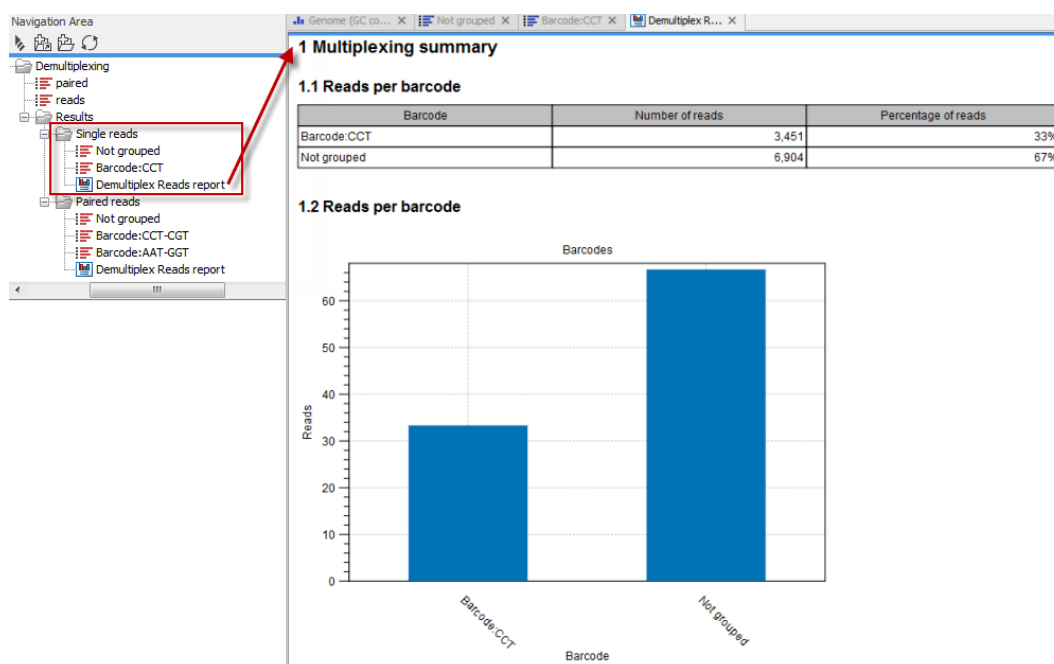 Navigation Area
Demultiplexing
paired
reads
Results
Single reads
Not grouped
Barcode:CCT
Demultiplex Reads report
Paired reads
Not grouped
Barcode:CCT-CGT
Barcode:AAT-GGT
Demultiplex Reads report
Genome (GC co... Not grouped Barcode:CCT Demultiplex R...
1 Multiplexing summary
1.1 Reads per barcode
Barcode Number of reads Percentage of reads
Barcode:CCT 3,451 33%
Not grouped 6,904 67%
1.2 Reads per barcode
Barcodes
60
50
40
30
20
10
0
Reads
Barcode:CCT
Not grouped
Barcode